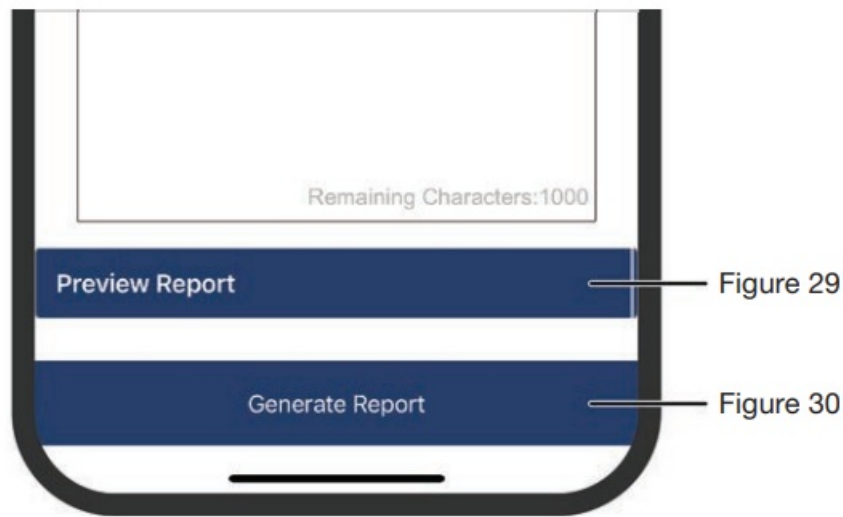 Remaining Characters:1000
Preview Report
Figure 29
Generate Report
Figure 30